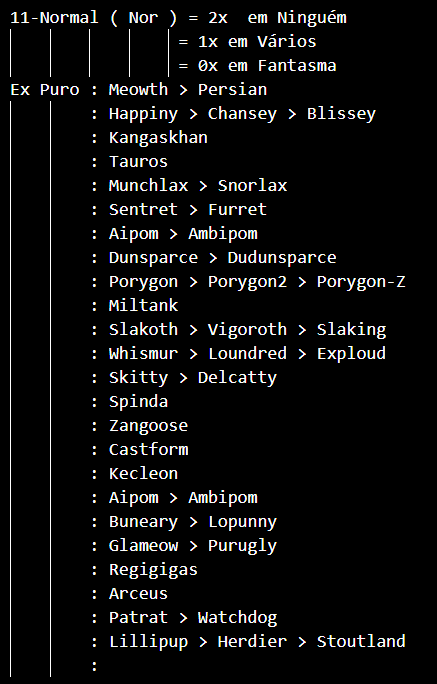 11-Normal ( Nor ) = 2x  em Ninguém
= 1x em Vários
= 0x em Fantasma
Ex Puro : Meowth > Persian
: Happiny > Chansey > Blissey
: Kangaskhan
: Tauros
: Munchlax > Snorlax
: Sentret > Furret
: Aipom > Ambipom
: Dunsparce > Dudunsparce
: Porygon > Porygon2 > Porygon-Z
: Miltank
: Slakoth > Vigoroth > Slaking
: Whismur > Loundred > Exploud
: Skitty > Delcatty
: Spinda
: Zangoose
: Castform
: Kecleon
: Aipom > Ambipom
: Buneary > Lopunny
: Glameow > Purugly
: Regigigas
: Arceus
: Patrat > Watchdog
: Lillipup > Herdier > Stoutland
: